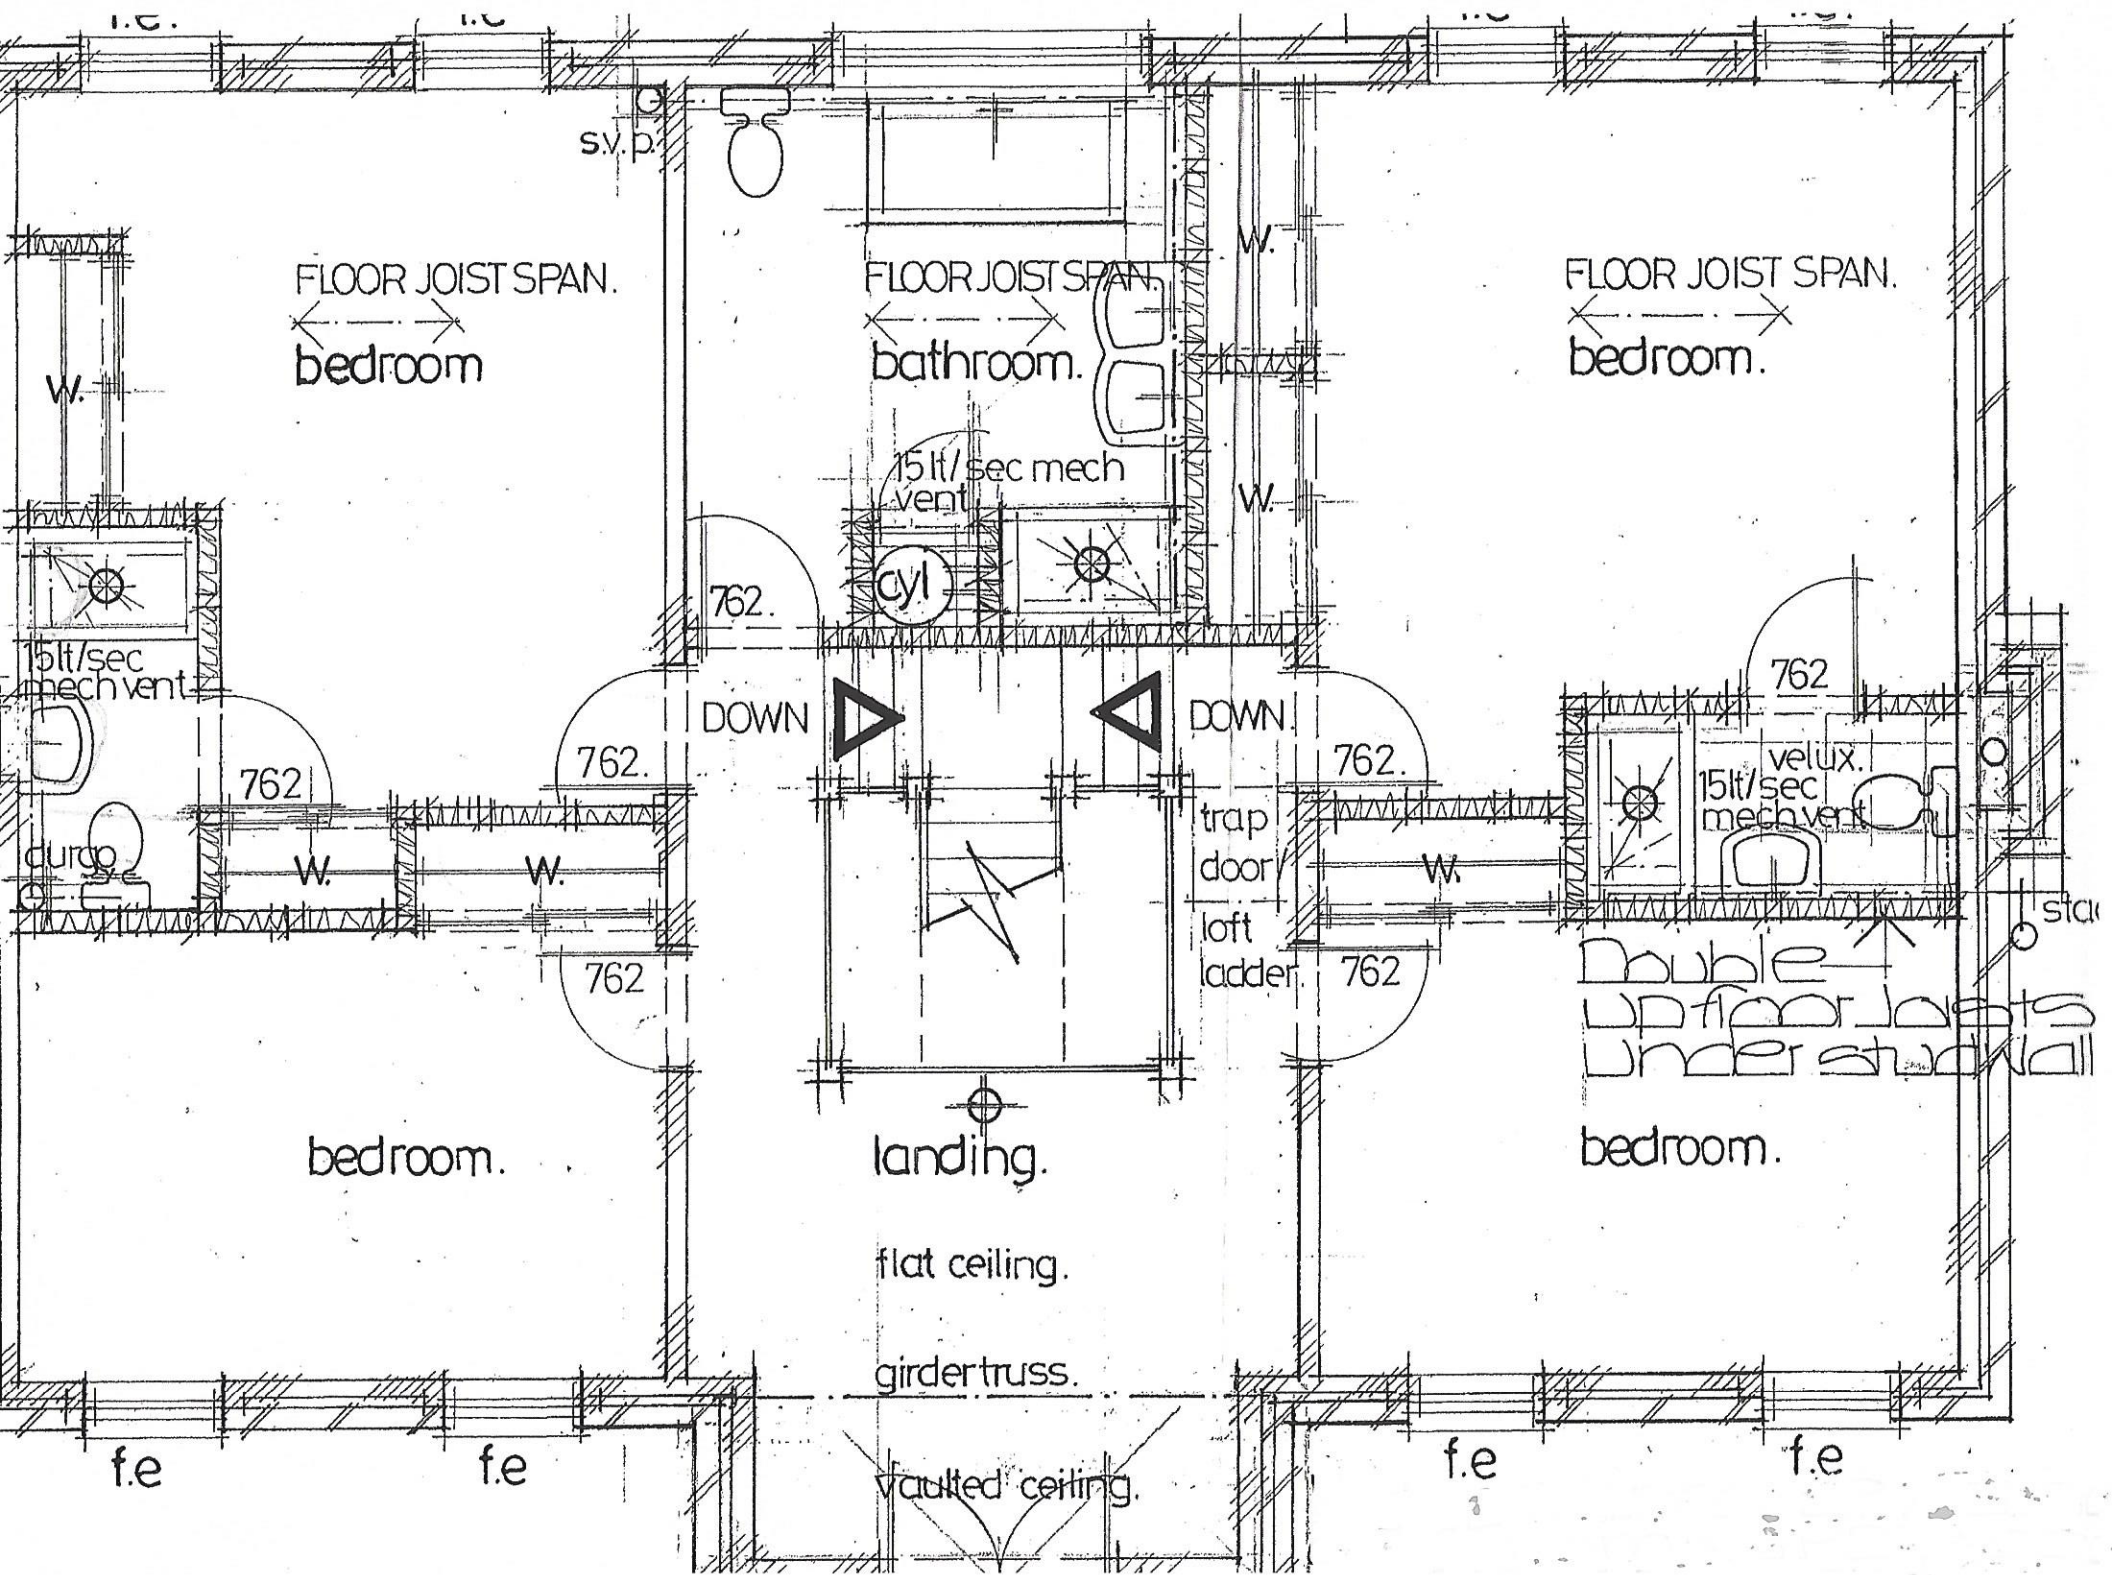 s.v.p.
FLOOR JOIST SPAN.
bedroom
W.
FLOOR JOIST SPAN.
bathroom.
15lt/sec mech
vent
cyl
762.
W.
W.
FLOOR JOIST SPAN.
bedroom.
15lt/sec
mech vent
762
durgo
W.
W.
762.
DOWN
DOWN.
762.
trap
door/
loft
ladder.
762
762
W.
762
velux.
15lt/sec
mech vent
Double
up floor joists
under stud wall
bedroom.
landing.
bedroom.
flat ceiling.
girder truss.
vaulted ceiling.
f.e
f.e
f.e
f.e